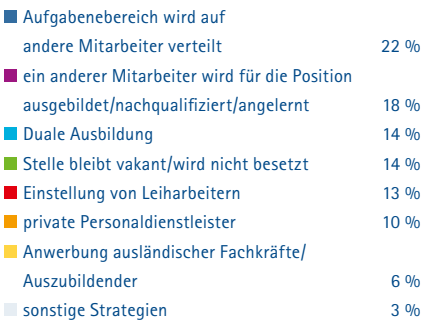 Aufgabenebereich wird auf
andere Mitarbeiter verteilt 22 %
ein anderer Mitarbeiter wird für die Position
ausgebildet/nachqualifiziert/angelernt 18 %
Duale Ausbildung 14 %
Stelle bleibt vakant/wird nicht besetzt 14 %
Einstellung von Leiharbeitern 13 %
private Personaldienstleister 10 %
Anwerbung ausländischer Fachkräfte/
Auszubildender 6 %
sonstige Strategien 3 %